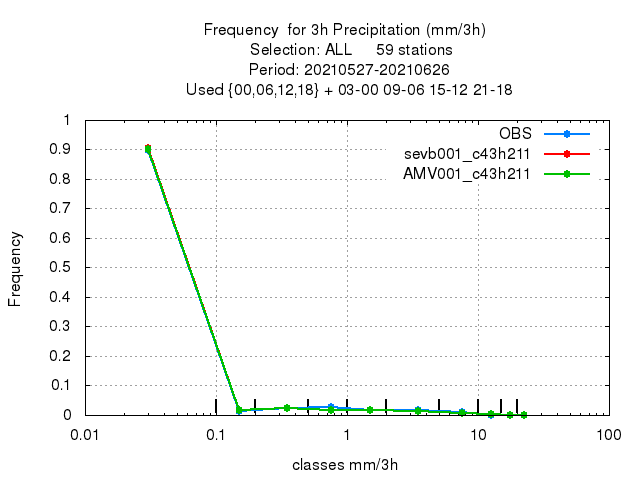 Frequency  for 3h Precipitation (mm/3h)
Selection: ALL     59 stations
Period: 20210527-20210626
Used {00,06,12,18} + 03-00 09-06 15-12 21-18
OBS
sevb001_c43h211
AMV001_c43h211
Frequency
1
0.9
0.8
0.7
0.6
0.5
0.4
0.3
0.2
0.1
0
0.01
0.1
1
10
100
classes mm/3h